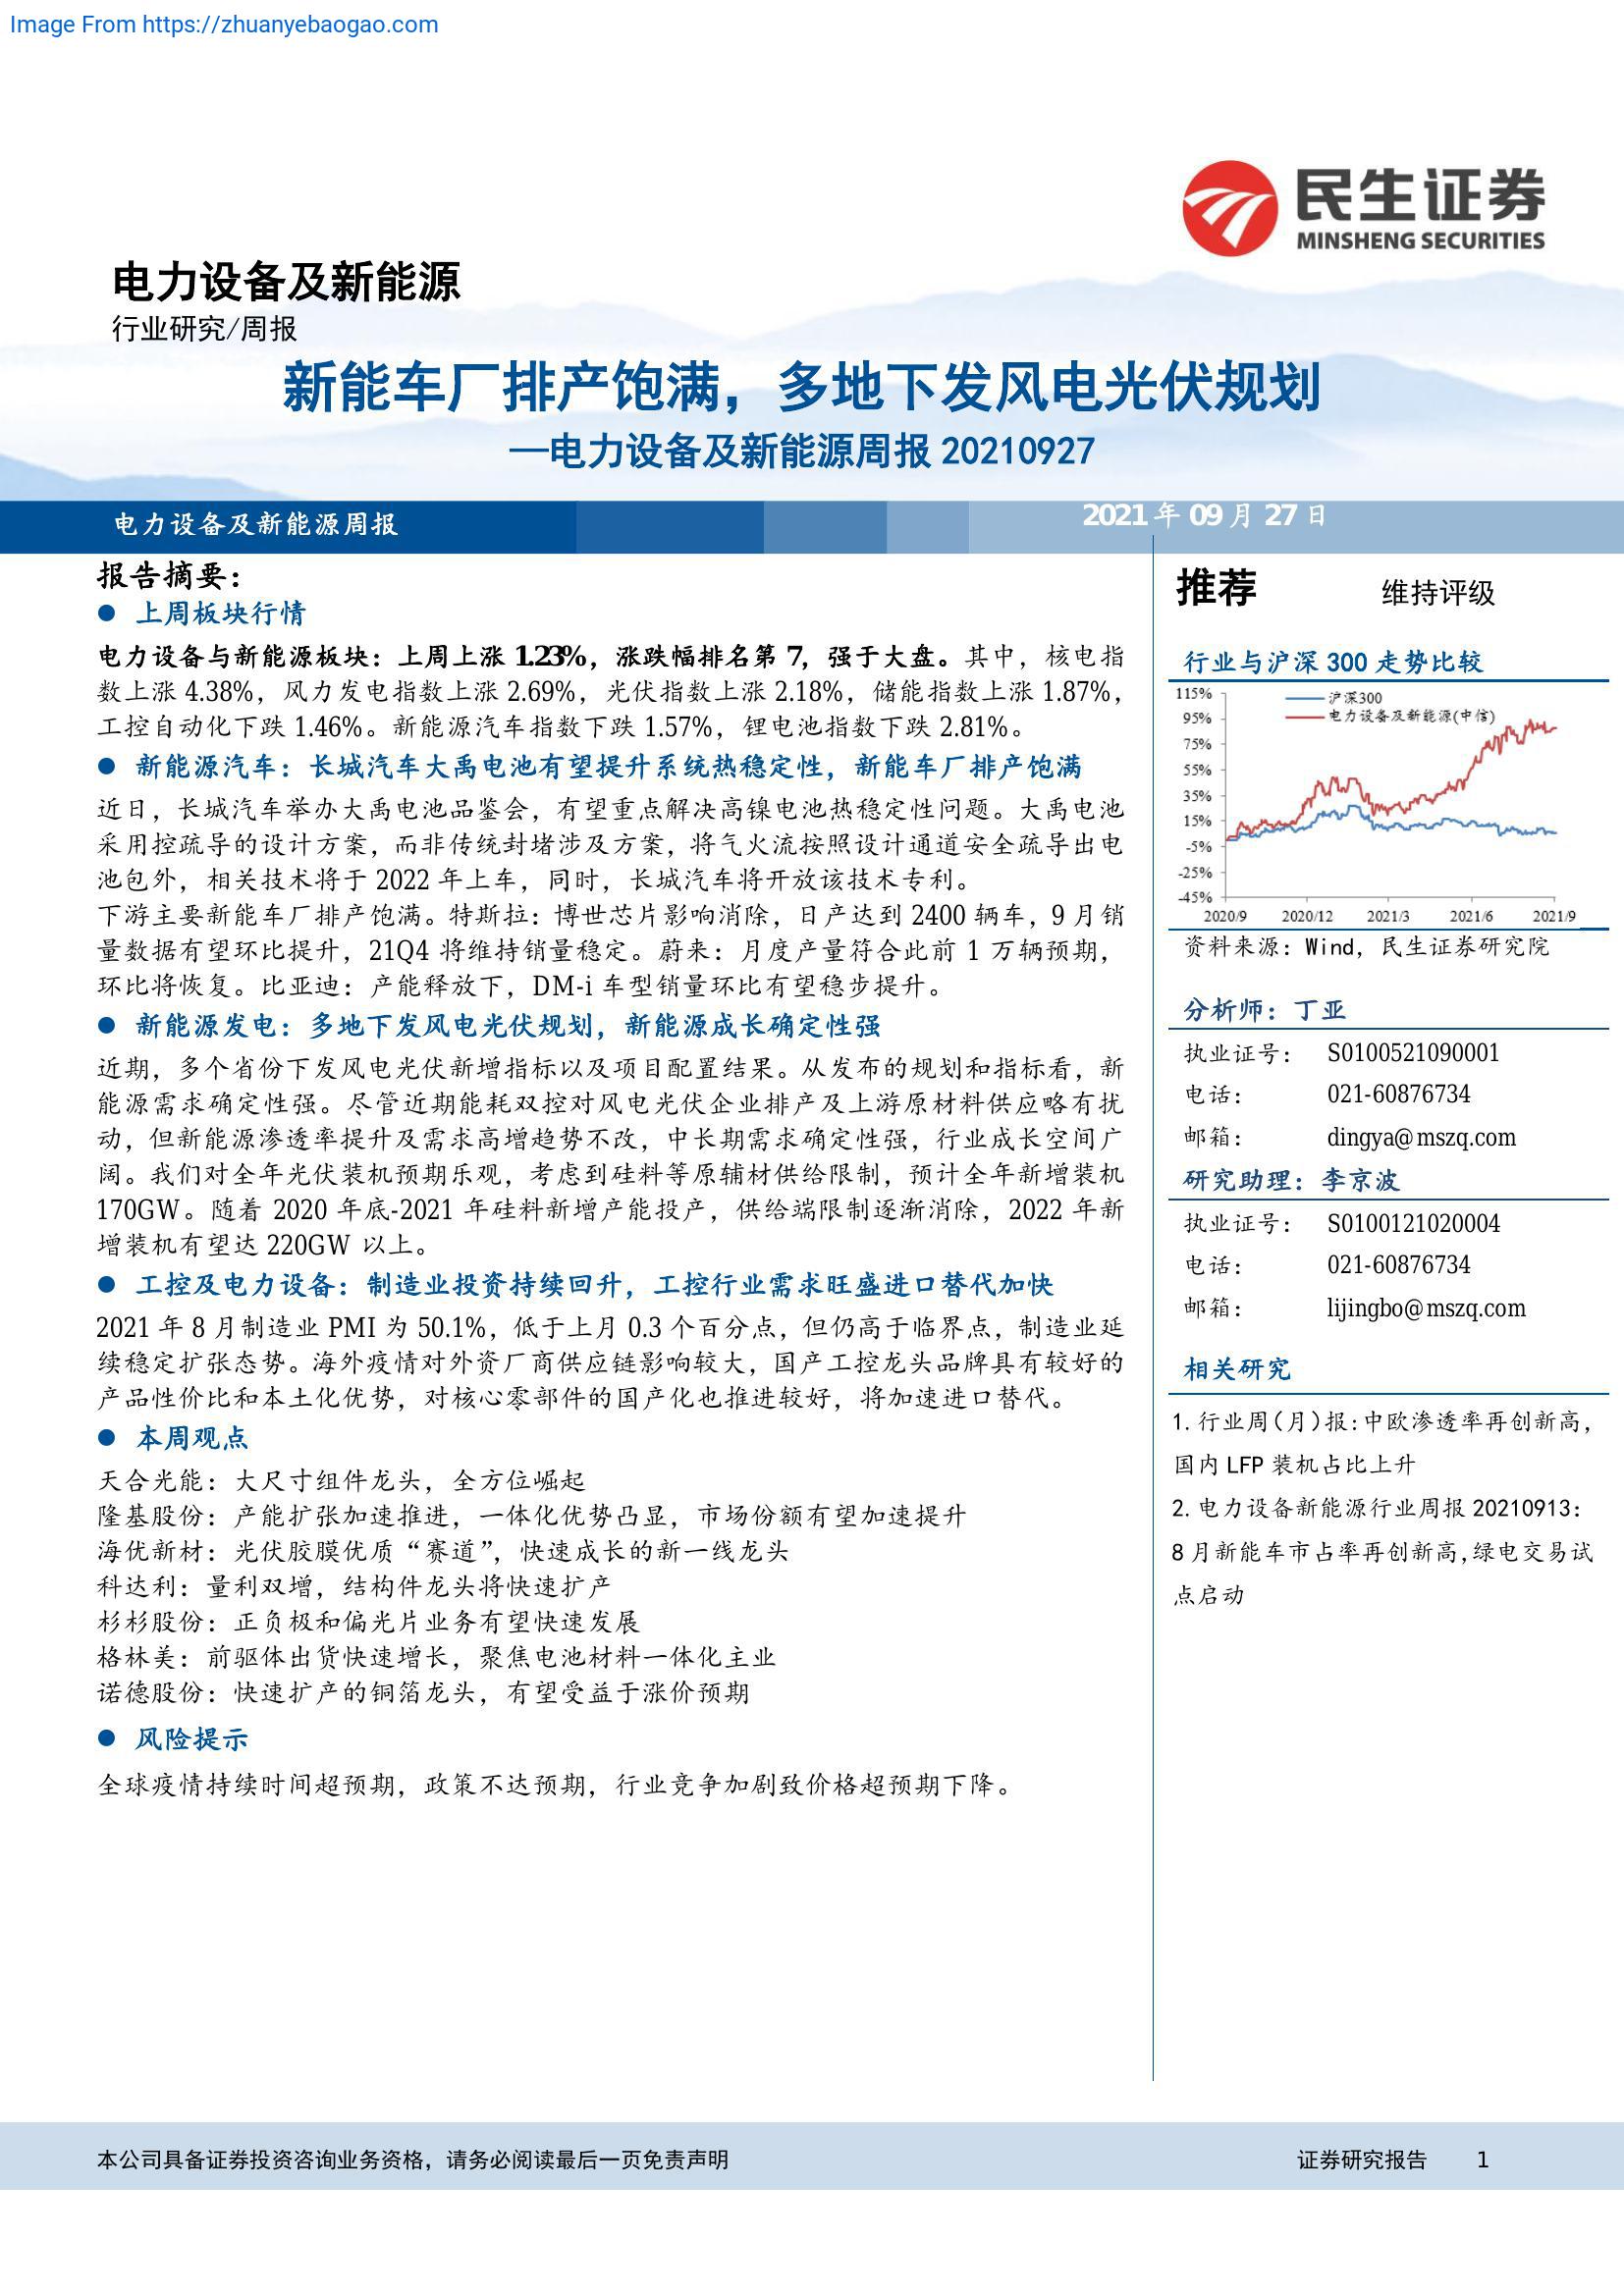 Image From https://zhuanyebaogao.com
民生证券
MINSHENG SECURITIES
电力设备及新能源
行业研究/周报
新能车厂排产饱满，多地下发风电光伏规划
—电力设备及新能源周报 20210927
电力设备及新能源周报
2021 年 09 月 27 日
报告摘要：
● 上周板块行情
电力设备与新能源板块：上周上涨 1.23%，涨跌幅排名第 7，强于大盘。其中，核电指
数上涨 4.38%，风力发电指数上涨 2.69%，光伏指数上涨 2.18%，储能指数上涨 1.87%，
工控自动化下跌 1.46%。新能源汽车指数下跌 1.57%，锂电池指数下跌 2.81%。
● 新能源汽车：长城汽车大禹电池有望提升系统热稳定性，新能车厂排产饱满
近日，长城汽车举办大禹电池品鉴会，有望重点解决高镍电池热稳定性问题。大禹电池
采用控疏导的设计方案，而非传统封堵涉及方案，将气火流按照设计通道安全疏导出电
池包外，相关技术将于 2022 年上车，同时，长城汽车将开放该技术专利。
下游主要新能车厂排产饱满。特斯拉：博世芯片影响消除，日产达到 2400 辆车，9 月销
量数据有望环比提升，21Q4 将维持销量稳定。蔚来：月度产量符合此前 1 万辆预期，
环比将恢复。比亚迪：产能释放下，DM-i 车型销量环比有望稳步提升。
● 新能源发电：多地下发风电光伏规划，新能源成长确定性强
近期，多个省份下发风电光伏新增指标以及项目配置结果。从发布的规划和指标看，新
能源需求确定性强。尽管近期能耗双控对风电光伏企业排产及上游原材料供应略有扰
动，但新能源渗透率提升及需求高增趋势不改，中长期需求确定性强，行业成长空间广
阔。我们对全年光伏装机预期乐观，考虑到硅料等原辅材供给限制，预计全年新增装机
170GW。随着 2020 年底-2021 年硅料新增产能投产，供给端限制逐渐消除，2022 年新
增装机有望达 220GW 以上。
● 工控及电力设备：制造业投资持续回升，工控行业需求旺盛进口替代加快
2021 年 8 月制造业 PMI 为 50.1%，低于上月 0.3 个百分点，但仍高于临界点，制造业延
续稳定扩张态势。海外疫情对外资厂商供应链影响较大，国产工控龙头品牌具有较好的
产品性价比和本土化优势，对核心零部件的国产化也推进较好，将加速进口替代。
● 本周观点
天合光能：大尺寸组件龙头，全方位崛起
隆基股份：产能扩张加速推进，一体化优势凸显，市场份额有望加速提升
海优新材：光伏胶膜优质“赛道”，快速成长的新一线龙头
科达利：量利双增，结构件龙头将快速扩产
杉杉股份：正负极和偏光片业务有望快速发展
格林美：前驱体出货快速增长，聚焦电池材料一体化主业
诺德股份：快速扩产的铜箔龙头，有望受益于涨价预期
● 风险提示
全球疫情持续时间超预期，政策不达预期，行业竞争加剧致价格超预期下降。
推荐 维持评级
行业与沪深 300 走势比较
沪深300
电力设备及新能源(中信)
115%
95%
75%
55%
35%
15%
-5%
-25%
-45%
2020/9 2020/12 2021/3 2021/6 2021/9
资料来源：Wind，民生证券研究院
分析师：丁亚
执业证号： S0100521090001
电话： 021-60876734
邮箱： dingya@mszq.com
研究助理：李京波
执业证号： S0100121020004
电话： 021-60876734
邮箱： lijingbo@mszq.com
相关研究
1.行业周(月)报:中欧渗透率再创新高,
国内 LFP 装机占比上升
2.电力设备新能源行业周报 20210913：
8 月新能车市占率再创新高,绿电交易试
点启动
本公司具备证券投资咨询业务资格，请务必阅读最后一页免责声明
证券研究报告 1